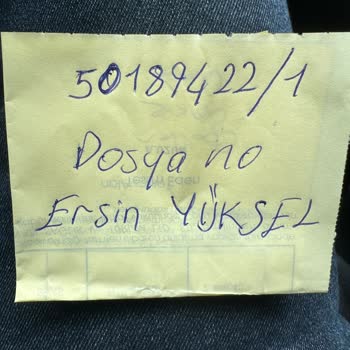 50189422/1
Dosya no
Ersin YÜKSEL